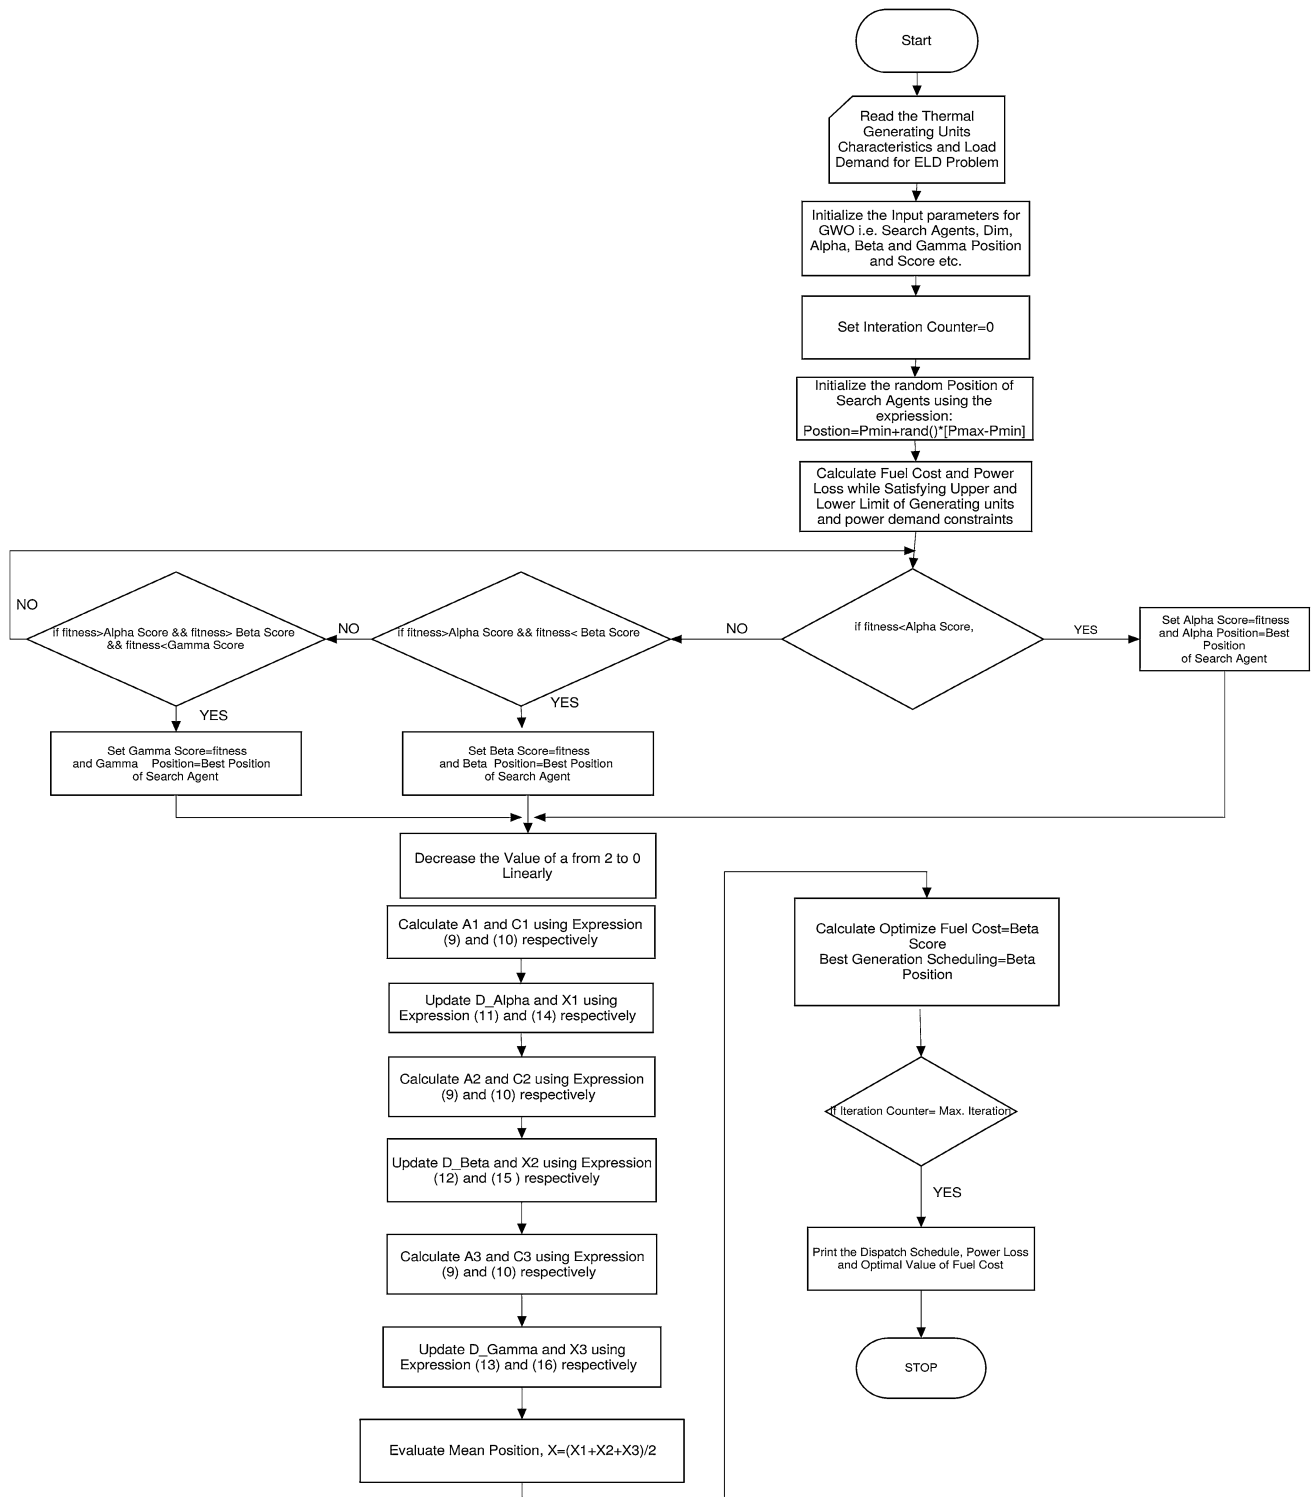 Start
Read the Thermal
Generating Units
Characteristics and Load
Demand for ELD Problem
Initialize the Input parameters for
GWO i.e. Search Agents, Dim,
Alpha, Beta and Gamma Position
and Score etc.
Set Interation Counter=0
Initialize the random Position of
Search Agents using the
expriession:
Postion=Pmin+rand()*[Pmax-Pmin]
Calculate Fuel Cost and Power
Loss while Satisfying Upper and
Lower Limit of Generating units
and power demand constraints
if fitness<Alpha Score,
YES
Set Alpha Score=fitness
and Alpha Position=Best
Position
of Search Agent
NO
if fitness>Alpha Score && fitness< Beta Score
YES
Set Beta Score=fitness
and Beta Position=Best Position
of Search Agent
NO
if fitness>Alpha Score && fitness> Beta Score
&& fitness<Gamma Score
NO
YES
Set Gamma Score=fitness
and Gamma Position=Best Position
of Search Agent
Decrease the Value of a from 2 to 0
Linearly
Calculate A1 and C1 using Expression
(9) and (10) respectively
Update D_Alpha and X1 using
Expression (11) and (14) respectively
Calculate A2 and C2 using Expression
(9) and (10) respectively
Update D_Beta and X2 using Expression
(12) and (15 ) respectively
Calculate A3 and C3 using Expression
(9) and (10) respectively
Update D_Gamma and X3 using
Expression (13) and (16) respectively
Evaluate Mean Position, X=(X1+X2+X3)/2
Calculate Optimize Fuel Cost=Beta
Score
Best Generation Scheduling=Beta
Position
If Iteration Counter= Max. Iteration
YES
Print the Dispatch Schedule, Power Loss
and Optimal Value of Fuel Cost
STOP